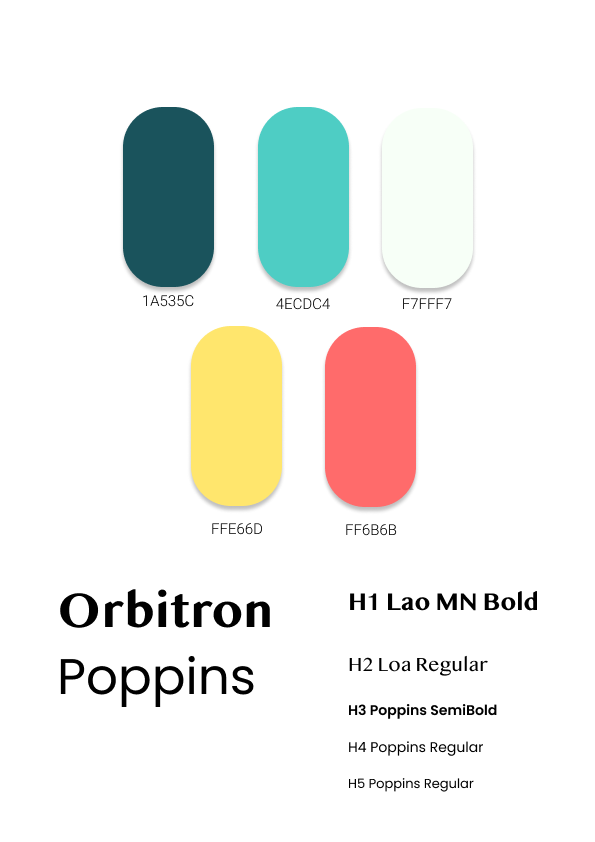 1A535C
4ECDC4
F7FFF7
FFE66D
FF6B6B
Orbitron
Poppins
H1 Lao MN Bold
H2 Loa Regular
H3 Poppins SemiBold
H4 Poppins Regular
H5 Poppins Regular